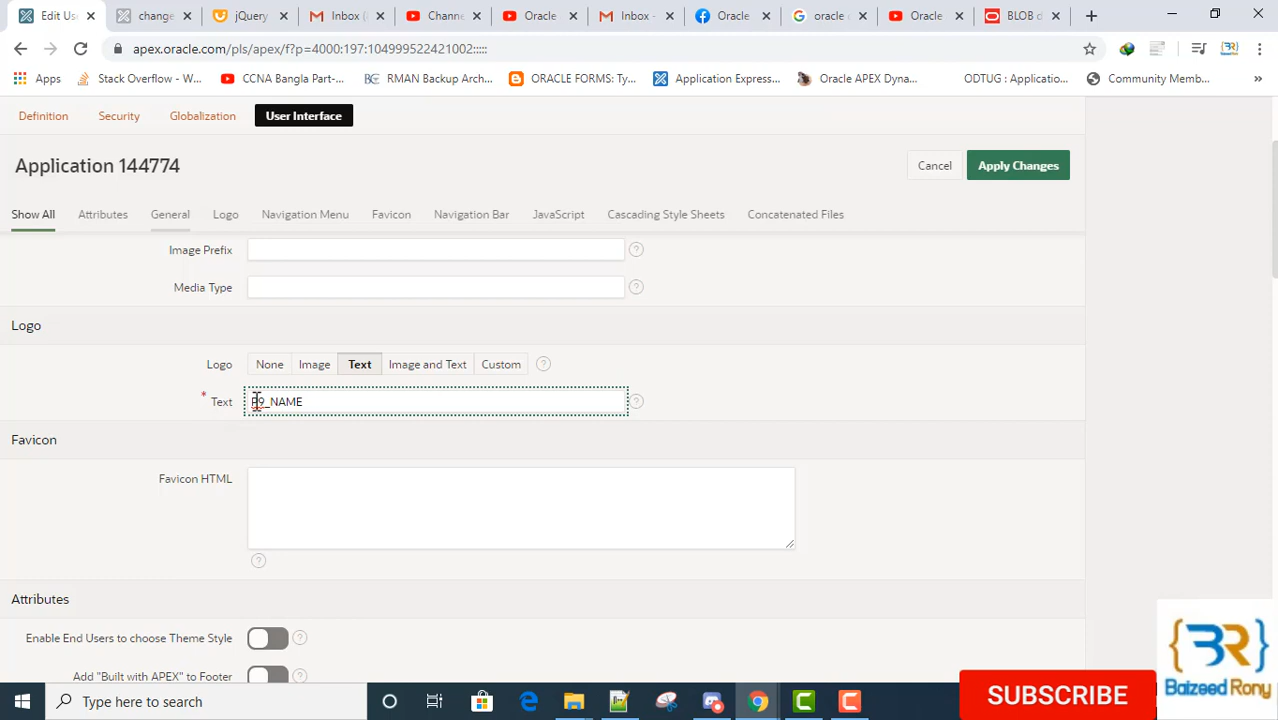 Edit Us
change
jQuery
Inbox (
Chann
Oracle
Inbox -
Oracle
oracle a
Oracle
BLOB d
apex.oracle.com/pls/apex/f?p=4000:197:104999522421002:::::
Apps
Stack Overflow - W...
CCNA Bangla Part-...
RMAN Backup Arch...
ORACLE FORMS: Ty...
Application Express...
Oracle APEX Dyna...
ODTUG : Applicatio...
Community Memb...
»
Definition
Security
Globalization
User Interface
Application 144774
Cancel
Apply Changes
Show All
Attributes
General
Logo
Navigation Menu
Favicon
Navigation Bar
JavaScript
Cascading Style Sheets
Concatenated Files
Image Prefix
Media Type
Logo
Logo
None
Image
Text
Image and Text
Custom
* Text
P9_NAME
Favicon
Favicon HTML
Attributes
Enable End Users to choose Theme Style
Add "Built with APEX" to Footer
{BR}
Baizeed Rony
SUBSCRIBE
Type here to search